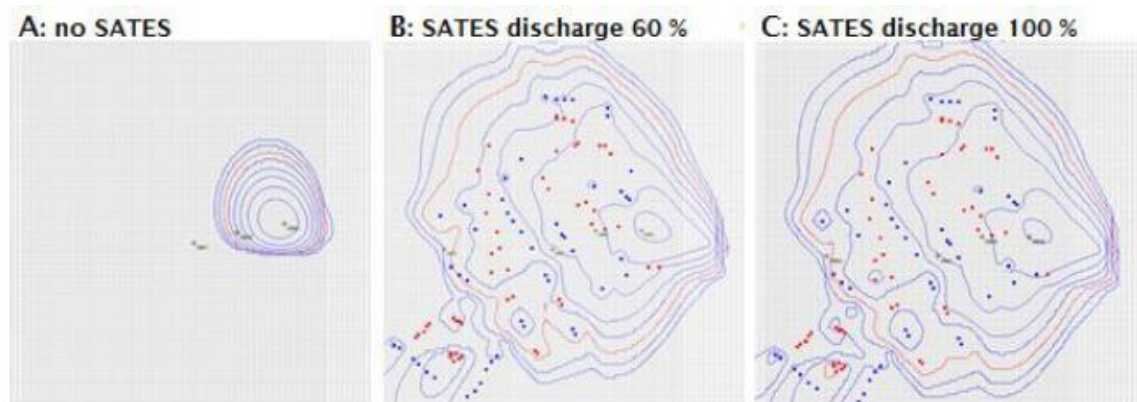 A: no SATES
B: SATES discharge 60 %
C: SATES discharge 100 %